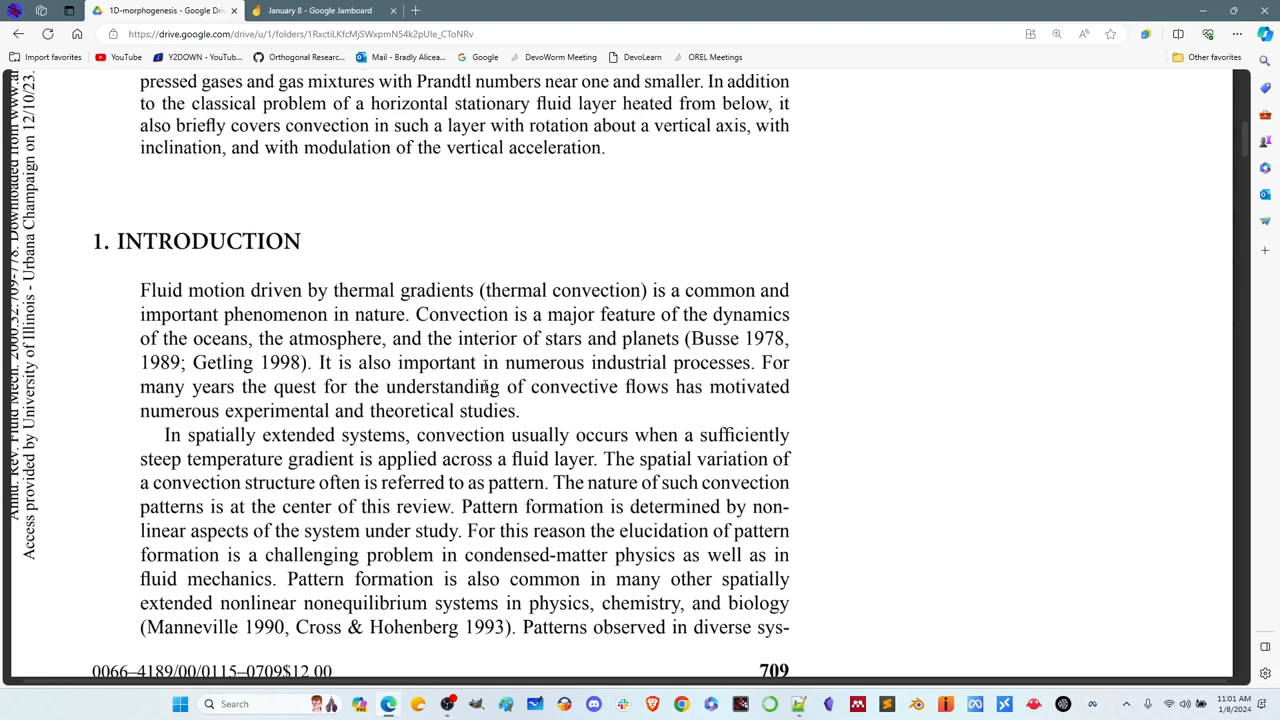 1D-morphogenesis - Google Drive
January 8 - Google Jamboard
https://drive.google.com/drive/u/1/folders/1RxctiLKfcMjSWxpmN54k2pUIe_CToNRv
Import favorites
YouTube
Y2DOWN - YouTub...
Orthogonal Researc...
Mail - Bradly Alicea...
Google
DevoWorm Meeting
DevoLearn
OREL Meetings
Other favorites
pressed gases and gas mixtures with Prandtl numbers near one and smaller. In addition
to the classical problem of a horizontal stationary fluid layer heated from below, it
also briefly covers convection in such a layer with rotation about a vertical axis, with
inclination, and with modulation of the vertical acceleration.
1. INTRODUCTION
Fluid motion driven by thermal gradients (thermal convection) is a common and
important phenomenon in nature. Convection is a major feature of the dynamics
of the oceans, the atmosphere, and the interior of stars and planets (Busse 1978,
1989; Getling 1998). It is also important in numerous industrial processes. For
many years the quest for the understanding of convective flows has motivated
numerous experimental and theoretical studies.
In spatially extended systems, convection usually occurs when a sufficiently
steep temperature gradient is applied across a fluid layer. The spatial variation of
a convection structure often is referred to as pattern. The nature of such convection
patterns is at the center of this review. Pattern formation is determined by non-
linear aspects of the system under study. For this reason the elucidation of pattern
formation is a challenging problem in condensed-matter physics as well as in
fluid mechanics. Pattern formation is also common in many other spatially
extended nonlinear nonequilibrium systems in physics, chemistry, and biology
(Manneville 1990, Cross & Hohenberg 1993). Patterns observed in diverse sys-
0066–4189/00/0115–0709$12.00
709
Annu. Rev. Fluid Mech. 2000.32:709-778. Downloaded from www.a
Access provided by University of Illinois - Urbana Champaign on 12/10/23.
Search
11:01 AM
1/8/2024